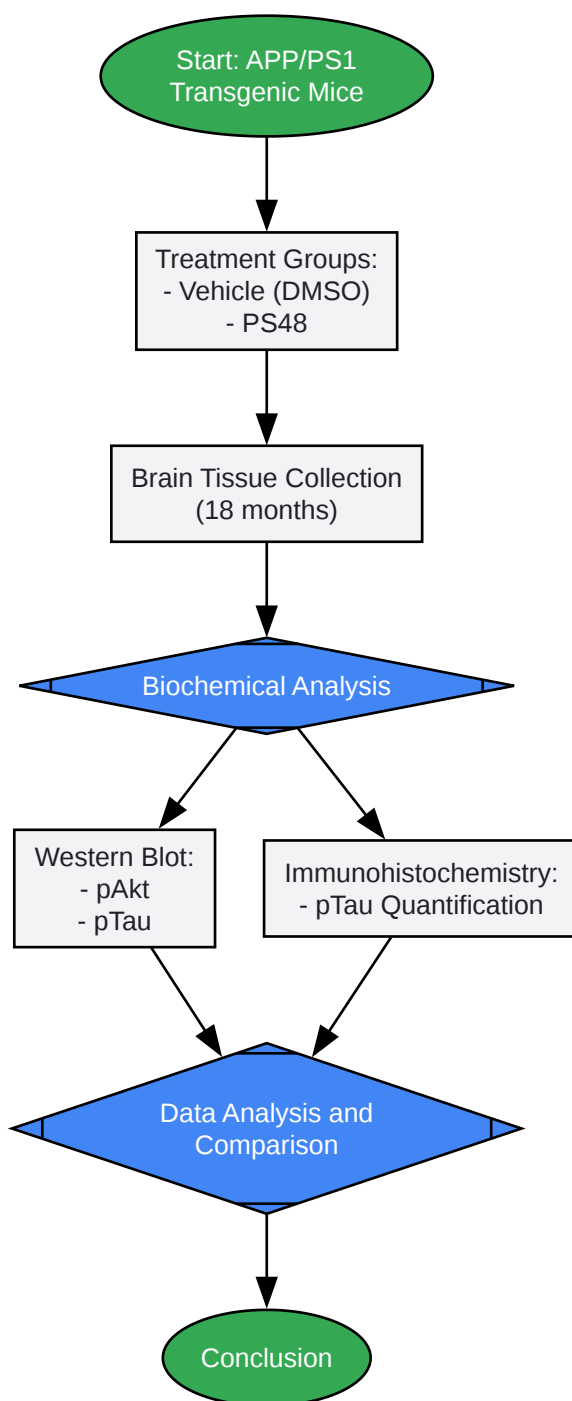 Start: APP/PS1
Transgenic Mice
Treatment Groups:
- Vehicle (DMSO)
- PS48
Brain Tissue Collection
(18 months)
Biochemical Analysis
Western Blot:
- pAkt
- pTau
Immunohistochemistry:
- pTau Quantification
Data Analysis and
Comparison
Conclusion